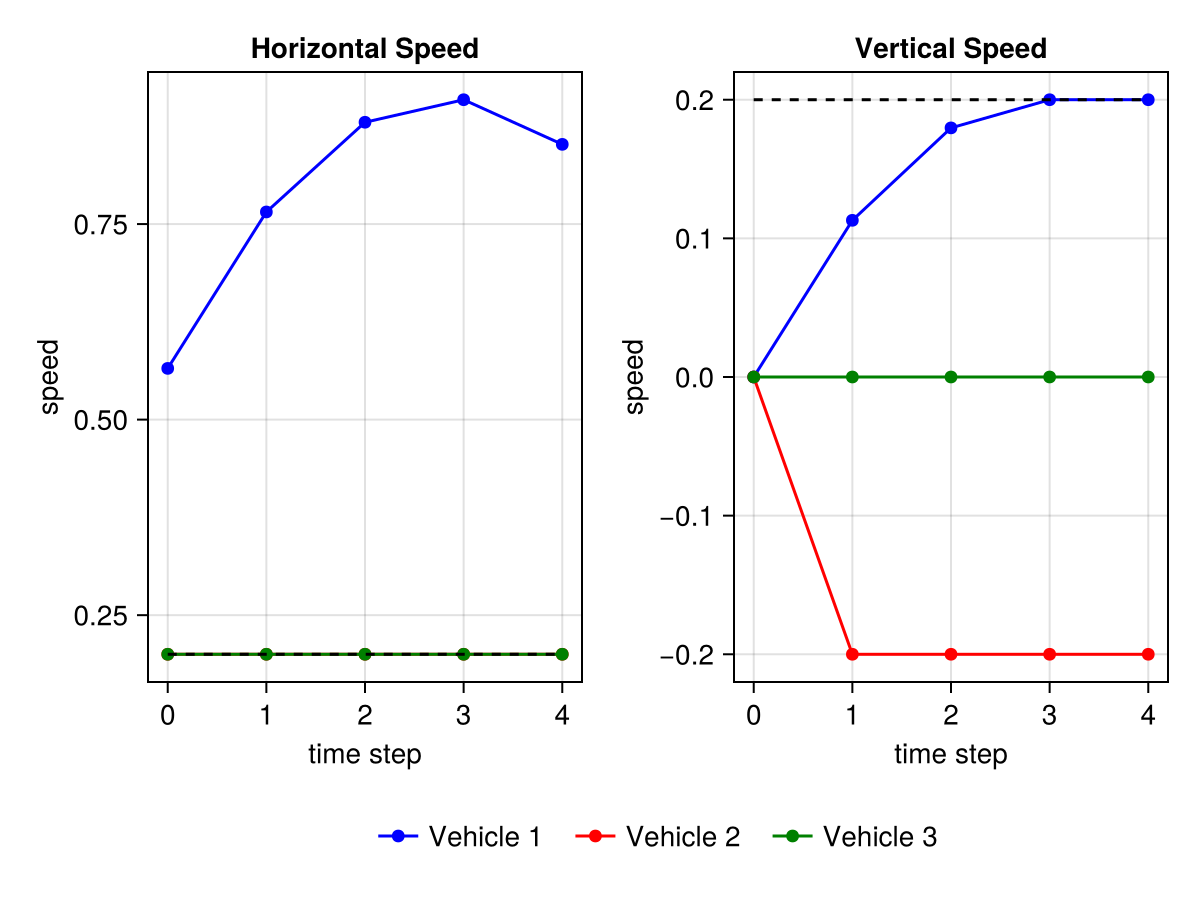 Horizontal Speed
speed
0.75
0.50
0.25
0 1 2 3 4
time step
Vertical Speed
speed
0.2
0.1
0.0
−0.1
−0.2
0 1 2 3 4
time step
Vehicle 1 Vehicle 2 Vehicle 3